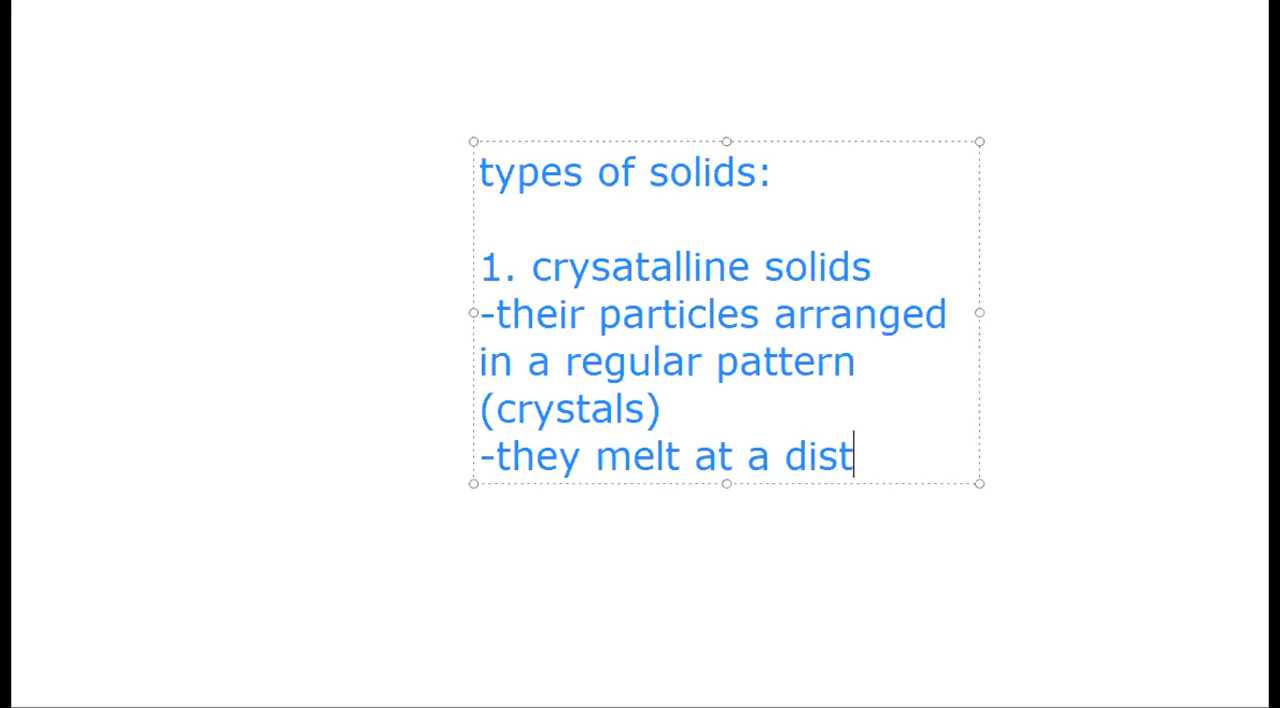 types of solids:
1. crysatalline solids
-their particles arranged
in a regular pattern
(crystals)
-they melt at a dist